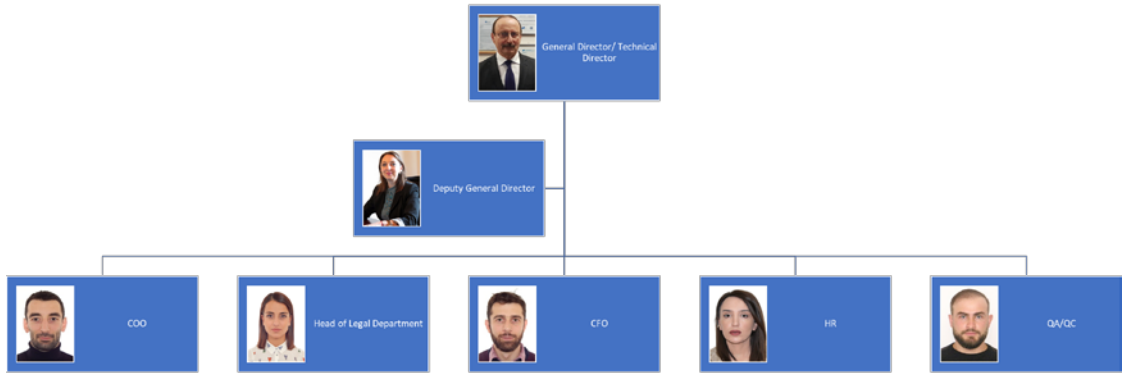 General Director/ Technical
Director
Deputy General Director
COO
Head of Legal Department
CFO
HR
QA/QC